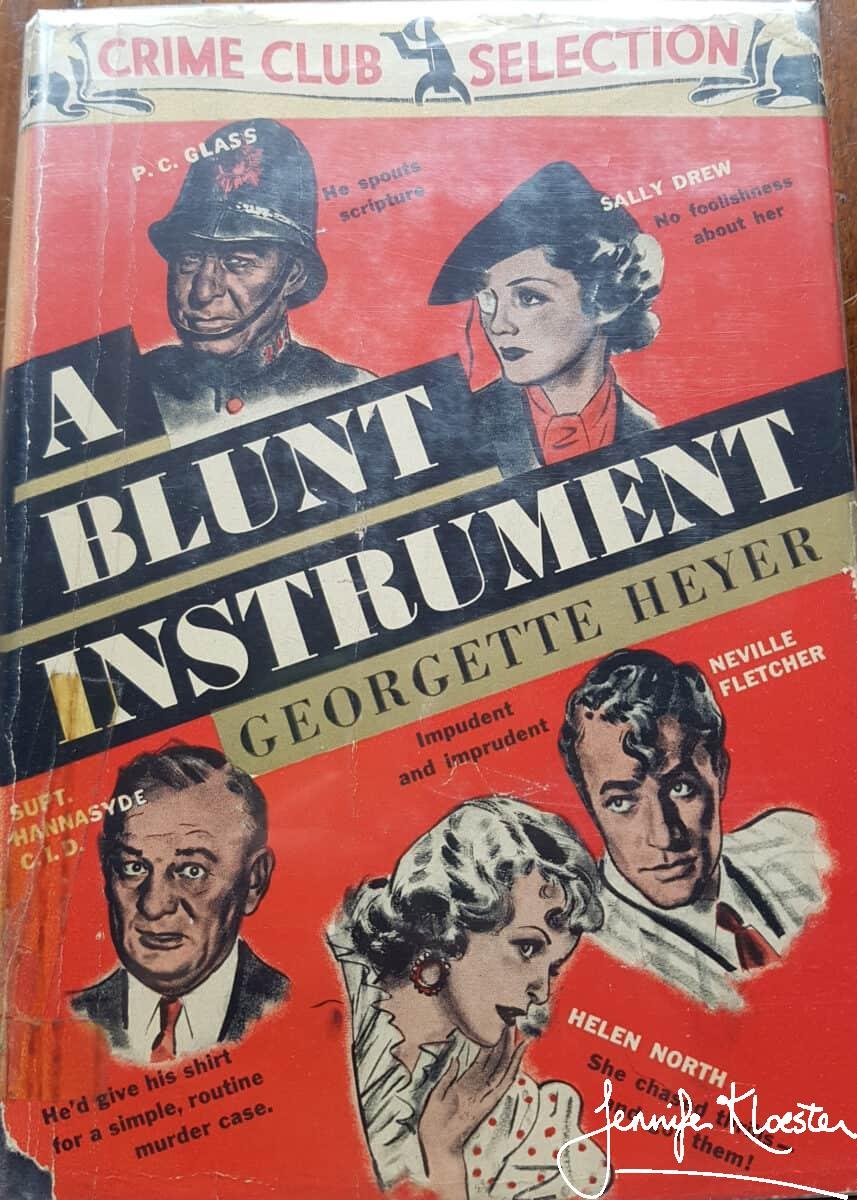 CRIME CLUB SELECTION
P. C. GLASS
He spouts
scripture
SALLY DREW
No foolishness
about her
A
BLUNT
INSTRUMENT
GEORGETTE HEYER
Impudent
and imprudent
NEVILLE
FLETCHER
SUPT.
HANNASYDE
C.I.D.
He'd give his shirt
for a simple, routine
murder case.
HELEN NORTH
She chased
them!
Jennifer Kloester